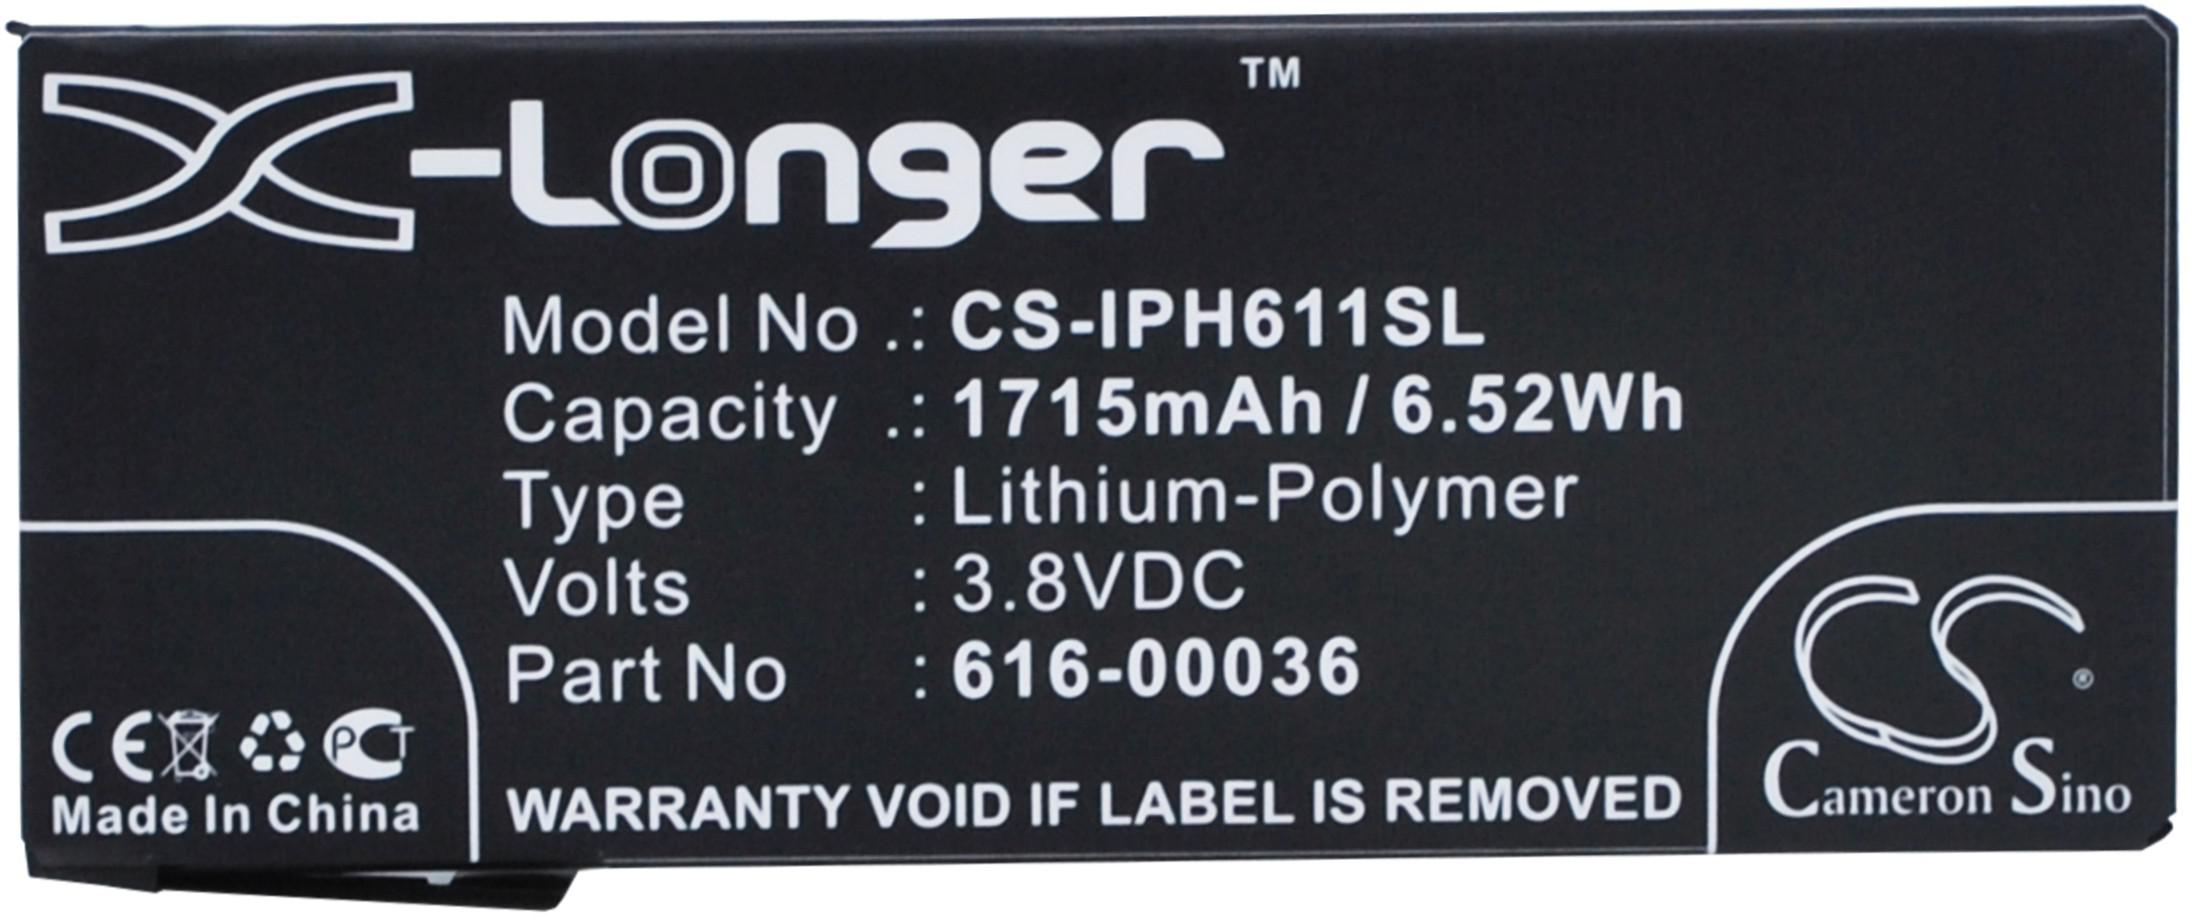 X-Longer™
Model No .: CS-IPH611SL
Capacity .: 1715mAh / 6.52Wh
Type : Lithium-Polymer
Volts : 3.8VDC
Part No : 616-00036
WARRANTY VOID IF LABEL IS REMOVED
CE PCT
Made In China
CS®
Cameron Sino